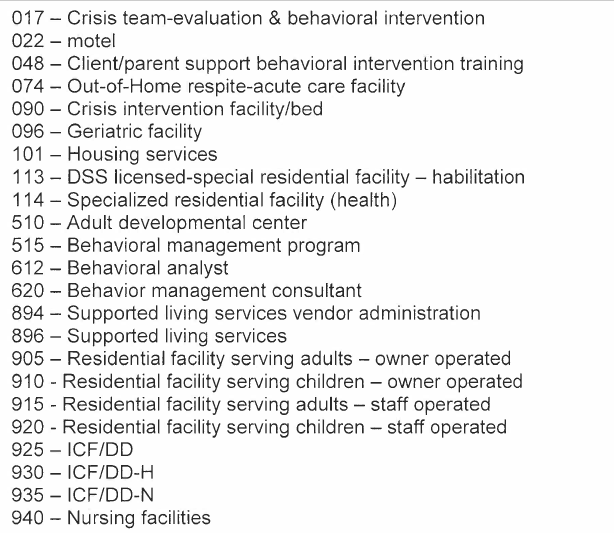 017 – Crisis team-evaluation & behavioral intervention
022 – motel
048 – Client/parent support behavioral intervention training
074 – Out-of-Home respite-acute care facility
090 – Crisis intervention facility/bed
096 – Geriatric facility
101 – Housing services
113 – DSS licensed-special residential facility – habilitation
114 – Specialized residential facility (health)
510 – Adult developmental center
515 – Behavioral management program
612 – Behavioral analyst
620 – Behavior management consultant
894 – Supported living services vendor administration
896 – Supported living services
905 – Residential facility serving adults – owner operated
910 - Residential facility serving children – owner operated
915 - Residential facility serving adults – staff operated
920 - Residential facility serving children – staff operated
925 – ICF/DD
930 – ICF/DD-H
935 – ICF/DD-N
940 – Nursing facilities